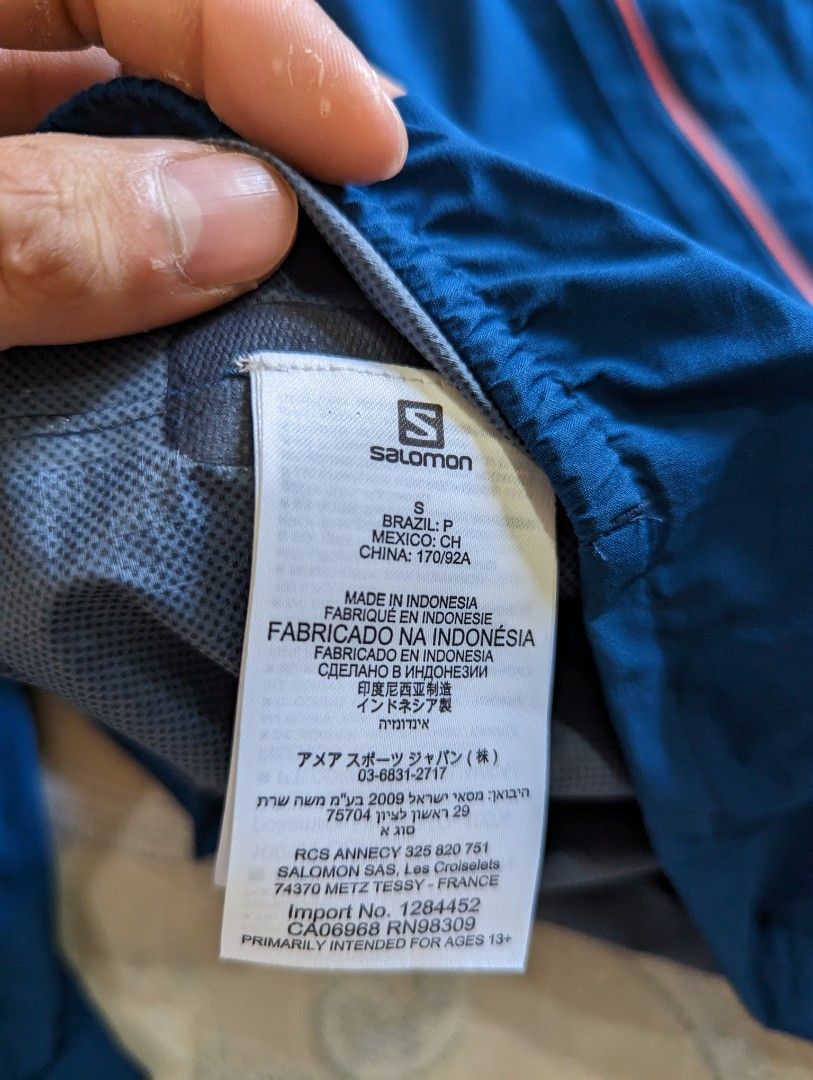 S
salomon
S
BRAZIL: P
MEXICO: CH
CHINA: 170/92A
MADE IN INDONESIA
FABRIQUÉ EN INDONESIE
FABRICADO NA INDONÉSIA
FABRICADO EN INDONESIA
СДЕЛАНО В ИНДОНЕЗИИ
印度尼西亚制造
インドネシア製
אינדונזיה
アメア スポーツ ジャパン ( 株 )
03-6831-2717
היבואן: מסאי ישראל 2009 בע"מ משה שרת
29 ראשון לציון 75704
סוג א
RCS ANNECY 325 820 751
SALOMON SAS, Les Croiselets
74370 METZ TESSY - FRANCE
Import No. 1284452
CA06968 RN98309
PRIMARILY INTENDED FOR AGES 13+